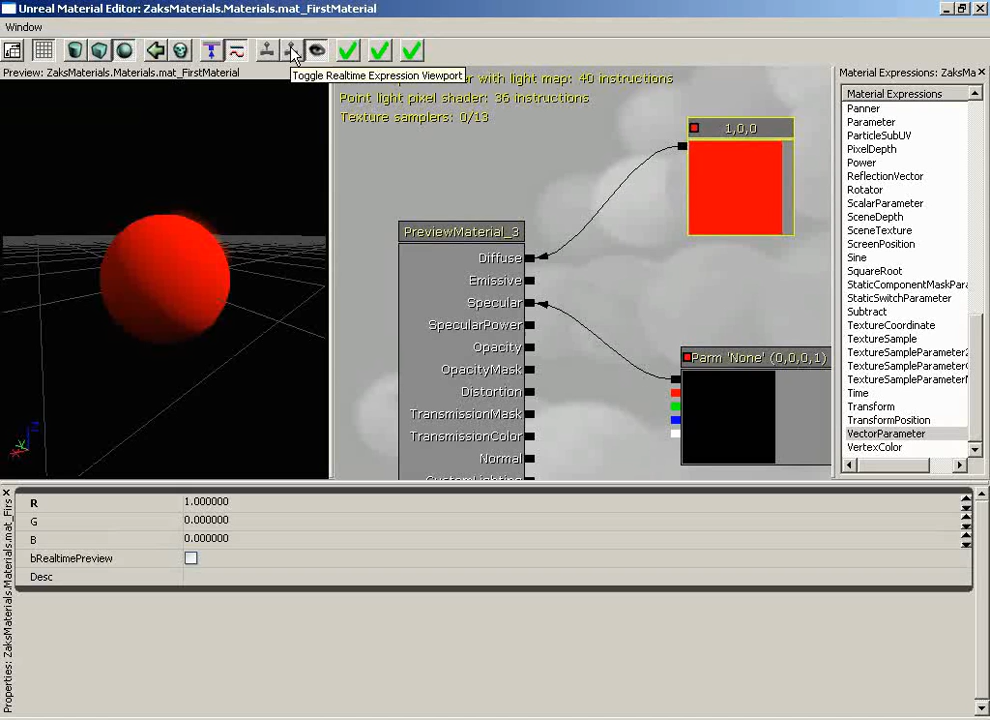 Unreal Material Editor: ZaksMaterials.Materials.mat_FirstMaterial
Window
Preview: ZaksMaterials.Materials.mat_FirstMaterial
Toggle Realtime Expression Viewport
er with light map: 40 instructions
Point light pixel shader: 36 instructions
Texture samplers: 0/13
1,0,0
PreviewMaterial_3
Diffuse
Emissive
Specular
SpecularPower
Opacity
OpacityMask
Distortion
TransmissionMask
TransmissionColor
Normal
CustomLighting
Parm 'None' (0,0,0,1)
Material Expressions: ZaksMa
Material Expressions
Panner
Parameter
ParticleSubUV
PixelDepth
Power
ReflectionVector
Rotator
ScalarParameter
SceneDepth
SceneTexture
ScreenPosition
Sine
SquareRoot
StaticComponentMaskPara
StaticSwitchParameter
Subtract
TextureCoordinate
TextureSample
TextureSampleParameter2
TextureSampleParameter
TextureSampleParameter
Time
Transform
TransformPosition
VectorParameter
VertexColor
R 1.000000
G 0.000000
B 0.000000
bRealtimePreview
Desc
Properties: ZaksMaterials.Materials.mat_Firs